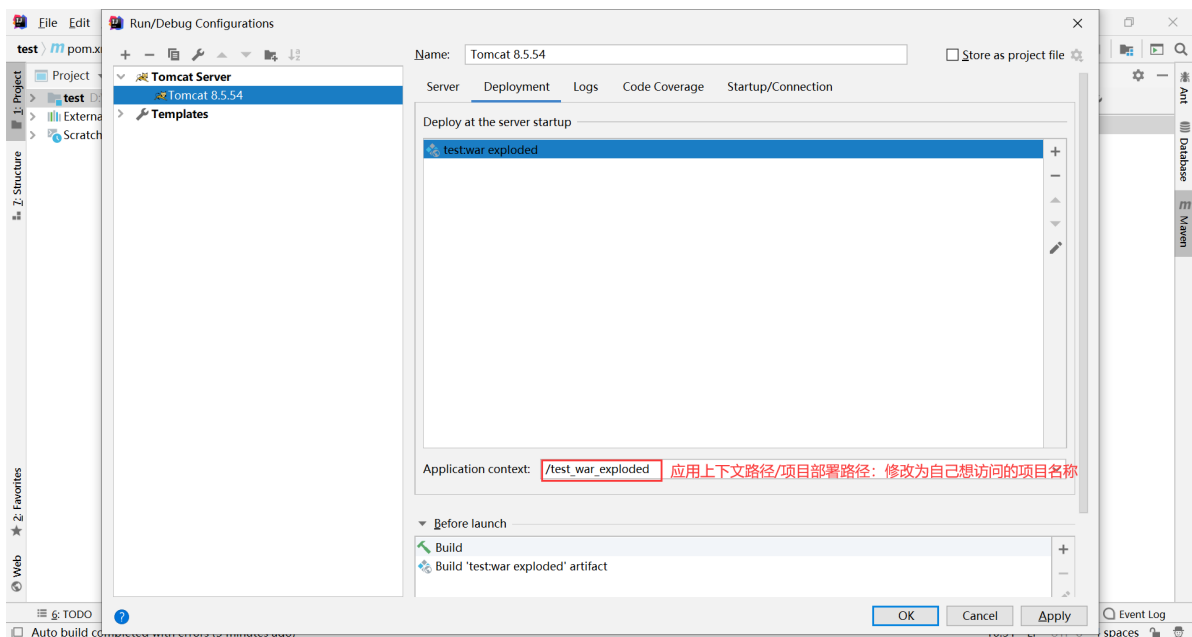 File Edit
Run/Debug Configurations
test
pom.x
Name: Tomcat 8.5.54
Store as project file
Project
Tomcat Server
Tomcat 8.5.54
Templates
test
Externa
Scratch
Server Deployment Logs Code Coverage Startup/Connection
Deploy at the server startup
test:war exploded
Application context: /test_war_exploded 应用上下文路径/项目部署路径：修改为自己想访问的项目名称
Before launch
Build
Build 'test:war exploded' artifact
OK Cancel Apply
1: Project
7: Structure
2: Favorites
Web
Ant
Database
m Maven
6: TODO
Event Log
Auto build completed with errors
spaces